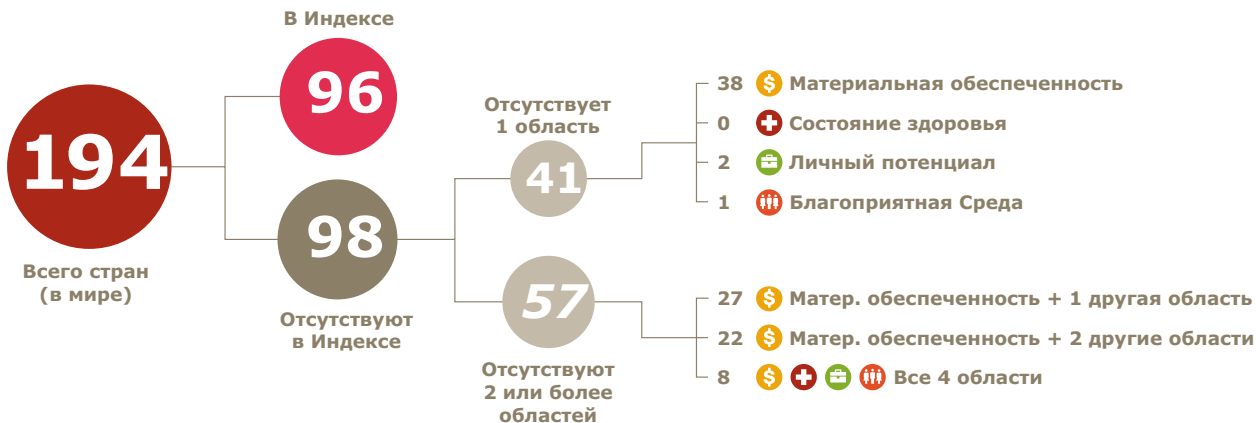 194
Всего стран
(в мире)
В Индексе
96
98
Отсутствуют
в Индексе
Отсутствует
1 область
41
38 Материальная обеспеченность
0 Состояние здоровья
2 Личный потенциал
1 Благоприятная Среда
57
Отсутствуют
2 или более
областей
27 Матер. обеспеченность + 1 другая область
22 Матер. обеспеченность + 2 другие области
8 Все 4 области